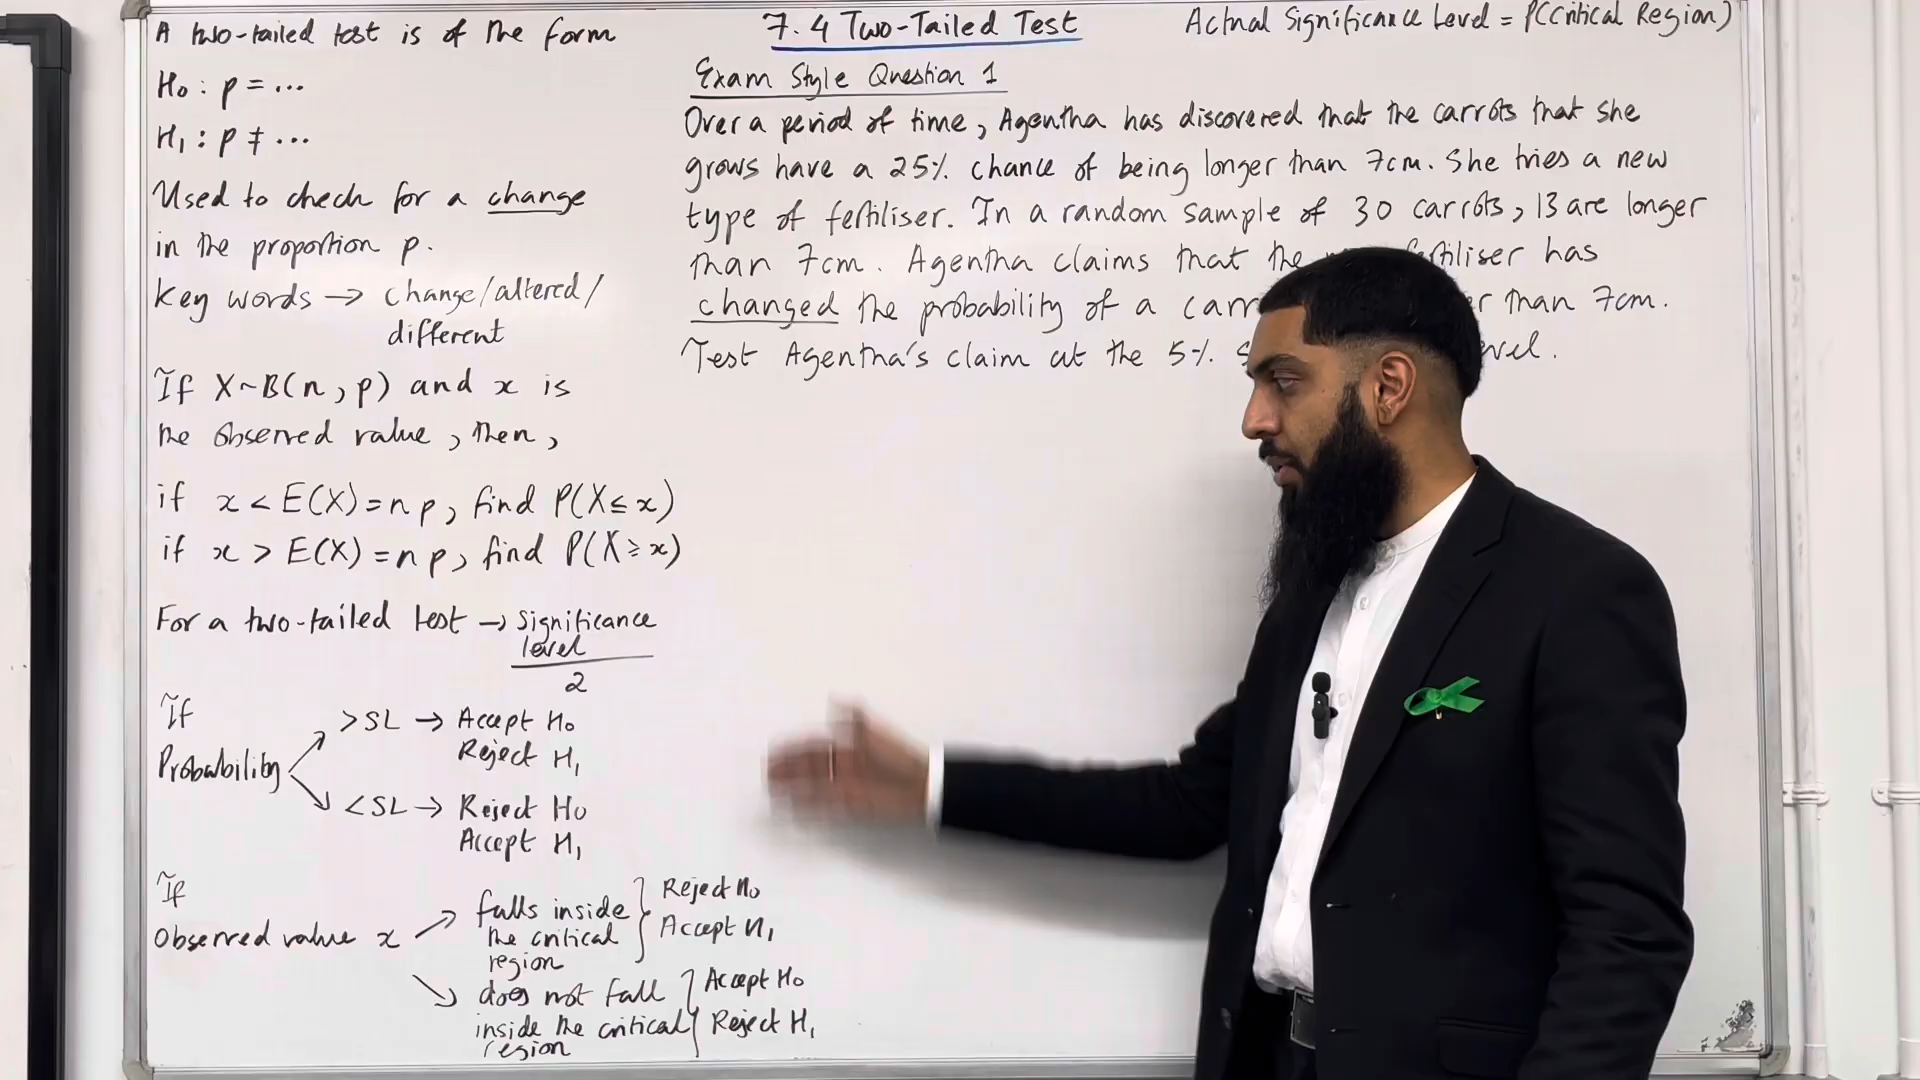 A two-tailed test is of the form
H₀ : p = ...
H₁ : p ≠ ...
Used to check for a change
in the proportion p.
Key words → change/altered/
different
If X~B(n, p) and x is
the observed value, then,
if x < E(X) = np, find P(X ≤ x)
if x > E(X) = np, find P(X ≥ x)
For a two-tailed test → Significance
level
2
If
Probability
> SL → Accept H₀
Reject H₁
< SL → Reject H₀
Accept H₁
If
Observed value x
falls inside
the critical
region
Reject H₀
Accept H₁
does not fall
inside the critical
region
Accept H₀
Reject H₁
7.4 Two-Tailed Test
Actual Significance Level = P(Critical Region)
Exam Style Question 1
Over a period of time, Agentha has discovered that the carrots that she
grows have a 25% chance of being longer than 7cm. She tries a new
type of fertiliser. In a random sample of 30 carrots, 13 are longer
than 7cm. Agentha claims that the fertiliser has
changed the probability of a than 7cm.
Test Agentha's claim at the 5%